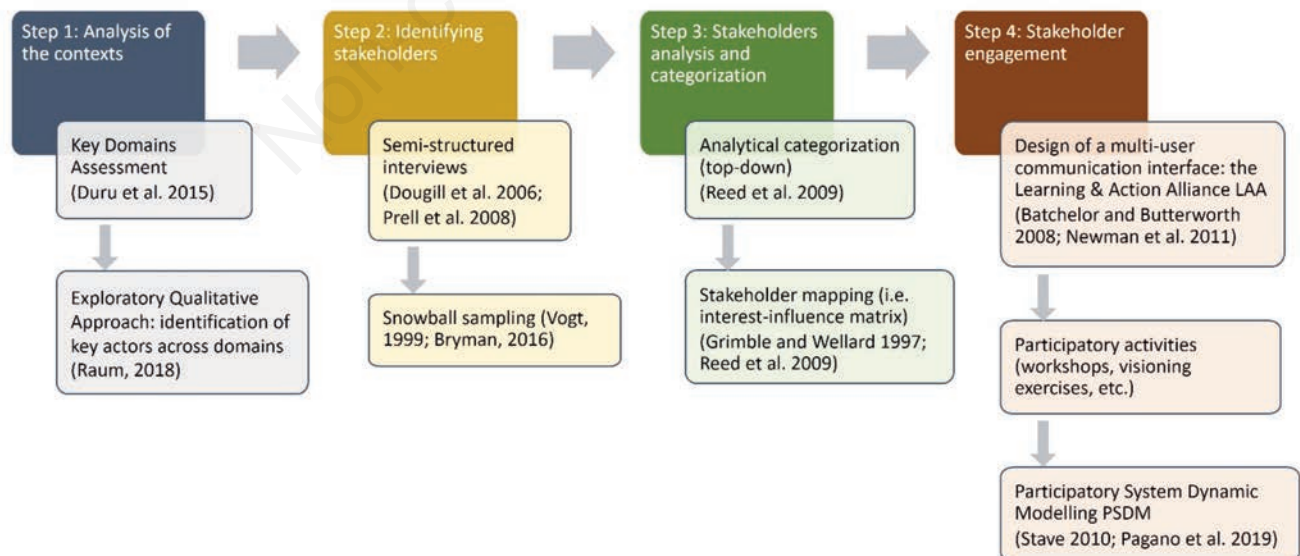 Step 1: Analysis of
the contexts
Key Domains
Assessment
(Duru et al. 2015)
Exploratory Qualitative
Approach: identification of
key actors across domains
(Raum, 2018)
Step 2: Identifying
stakeholders
Semi-structured
interviews
(Dougill et al. 2006;
Prell et al. 2008)
Snowball sampling (Vogt,
1999; Bryman, 2016)
Step 3: Stakeholders
analysis and
categorization
Analytical categorization
(top-down)
(Reed et al. 2009)
Stakeholder mapping (i.e.
interest-influence matrix)
(Grimble and Wellard 1997;
Reed et al. 2009)
Step 4: Stakeholder
engagement
Design of a multi-user
communication interface: the
Learning & Action Alliance LAA
(Batchelor and Butterworth
2008; Newman et al. 2011)
Participatory activities
(workshops, visioning
exercises, etc.)
Participatory System Dynamic
Modelling PSDM
(Stave 2010; Pagano et al. 2019)